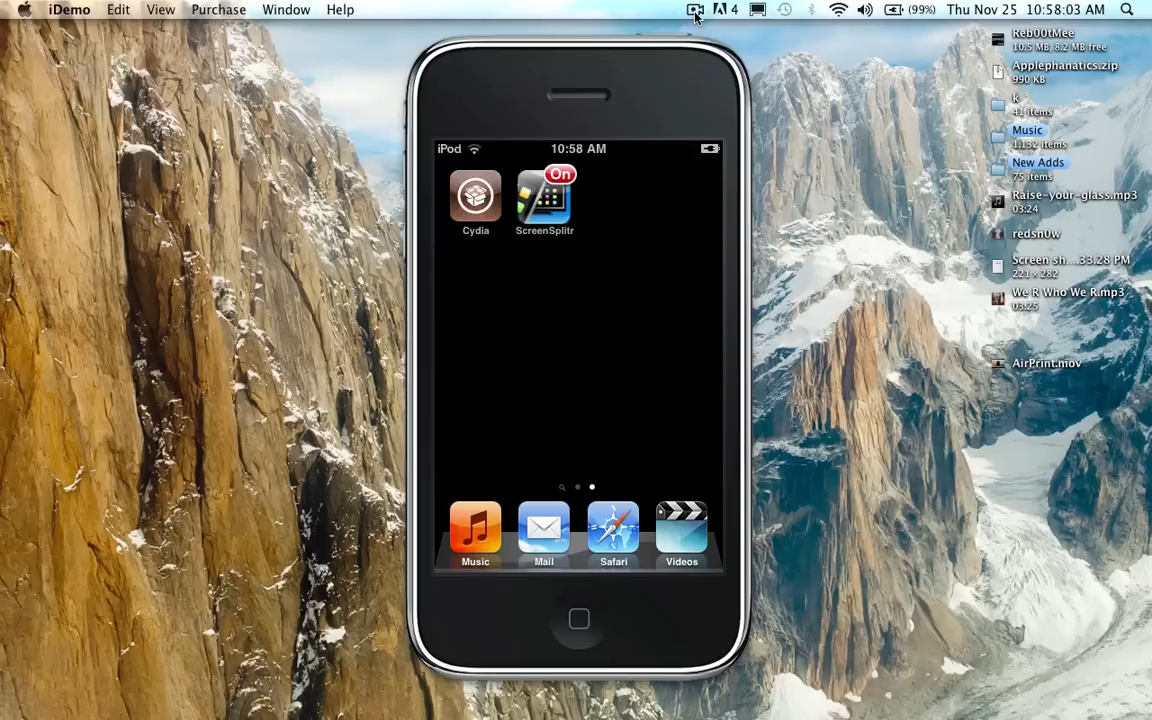 iDemo Edit View Purchase Window Help 4 (99%) Thu Nov 25 10:58:03 AM
Reb00tMee
10.5 MB, 8.2 MB free
Applephanatics.zip
990 KB
k
41 items
Music
1,132 items
New Adds
75 items
Raise-your-glass.mp3
03:24
redsn0w
Screen sh....33.28 PM
221 × 282
We R Who We R.mp3
03:25
AirPrint.mov
iPod 10:58 AM
On
Cydia ScreenSplitr
Music Mail Safari Videos